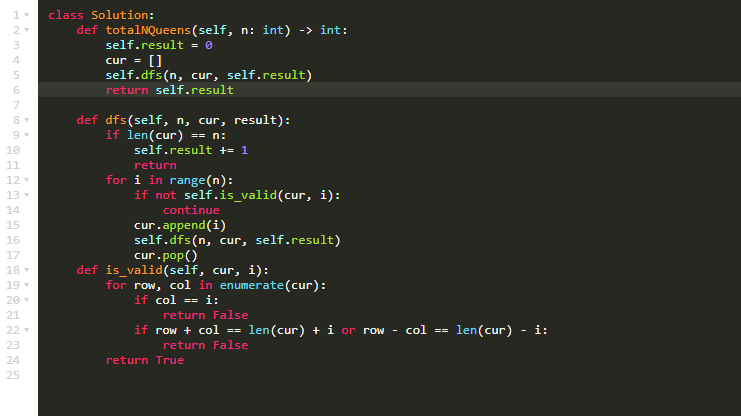 1 class Solution:
2     def totalNQueens(self, n: int) -> int:
3         self.result = 0
4         cur = []
5         self.dfs(n, cur, self.result)
6         return self.result
7
8     def dfs(self, n, cur, result):
9         if len(cur) == n:
10             self.result += 1
11             return
12         for i in range(n):
13             if not self.is_valid(cur, i):
14                 continue
15             cur.append(i)
16             self.dfs(n, cur, self.result)
17             cur.pop()
18     def is_valid(self, cur, i):
19         for row, col in enumerate(cur):
20             if col == i:
21                 return False
22             if row + col == len(cur) + i or row - col == len(cur) - i:
23                 return False
24         return True
25